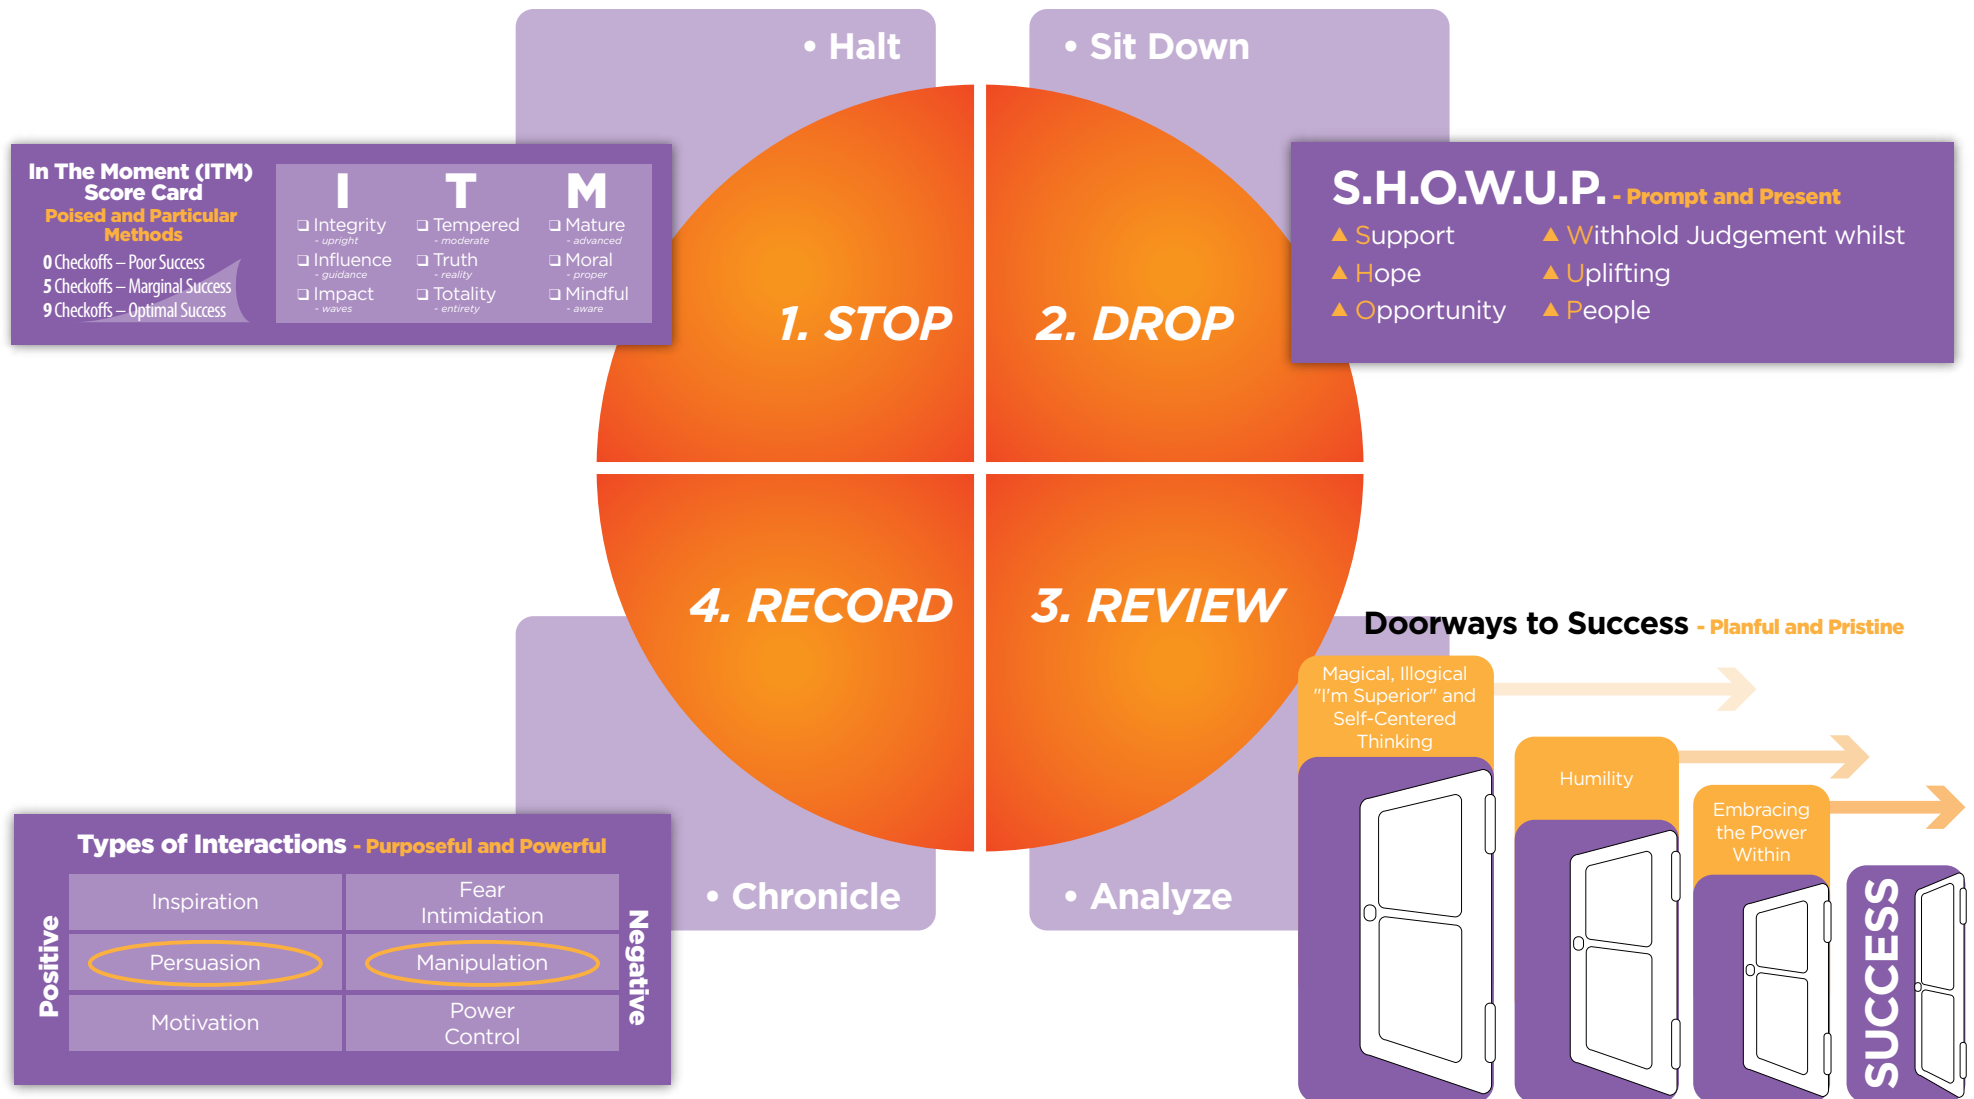 • Halt
• Sit Down
In The Moment (ITM)
Score Card
Poised and Particular
Methods
0 Checkoffs – Poor Success
5 Checkoffs – Marginal Success
9 Checkoffs – Optimal Success
I T M
❑ Integrity ❑ Tempered ❑ Mature
- upright - moderate - advanced
❑ Influence ❑ Truth ❑ Moral
- guidance - reality - proper
❑ Impact ❑ Totality ❑ Mindful
- waves - entirety - aware
S.H.O.W.U.P. - Prompt and Present
▲ Support ▲ Withhold Judgement whilst
▲ Hope ▲ Uplifting
▲ Opportunity ▲ People
1. STOP
2. DROP
4. RECORD
3. REVIEW
• Chronicle
• Analyze
Types of Interactions - Purposeful and Powerful
Positive
Inspiration
Persuasion
Motivation
Fear
Intimidation
Manipulation
Power
Control
Negative
Doorways to Success - Planful and Pristine
Magical, Illogical
"I'm Superior" and
Self-Centered
Thinking
Humility
Embracing
the Power
Within
SUCCESS